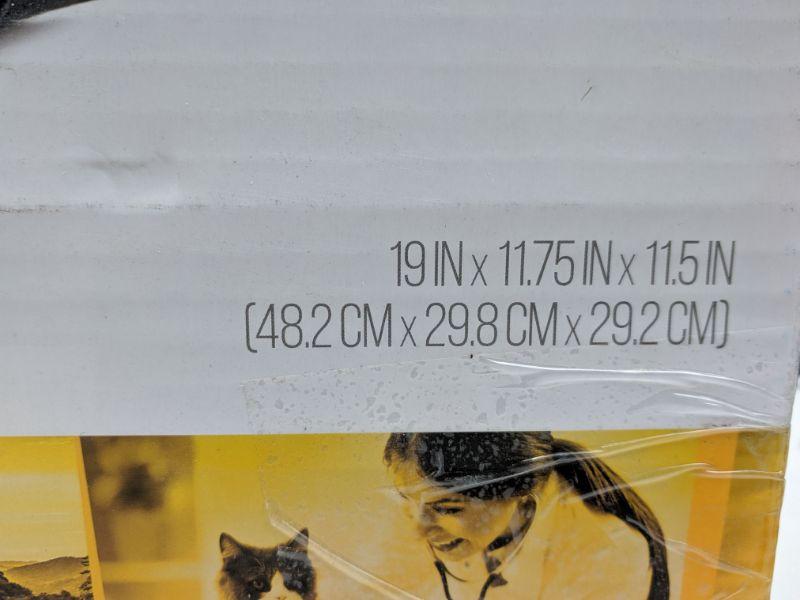 19 IN x 11.75 IN x 11.5 IN
(48.2 CM x 29.8 CM x 29.2 CM)